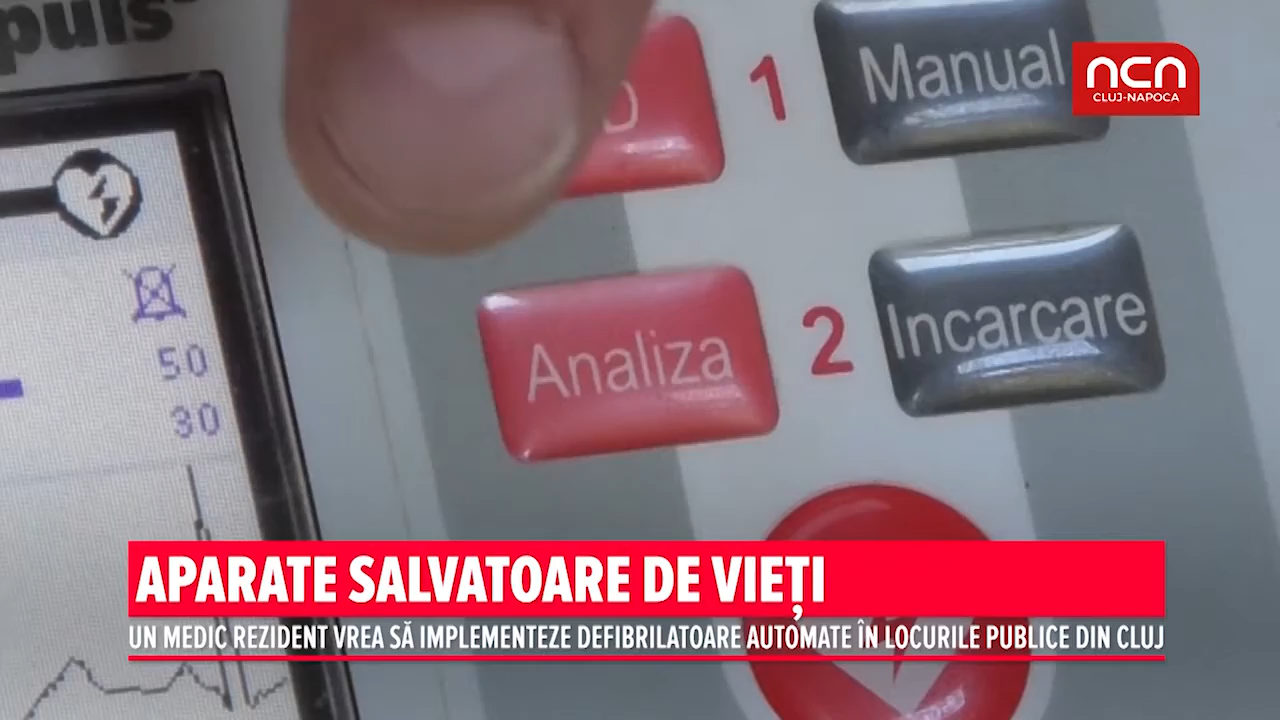 puls
1
Manual
NCN
CLUJ-NAPOCA
50
30
Analiza
2
Incarcare
APARATE SALVATOARE DE VIEȚI
UN MEDIC REZIDENT VREA SĂ IMPLEMENTEZE DEFIBRILATOARE AUTOMATE ÎN LOCURILE PUBLICE DIN CLUJ